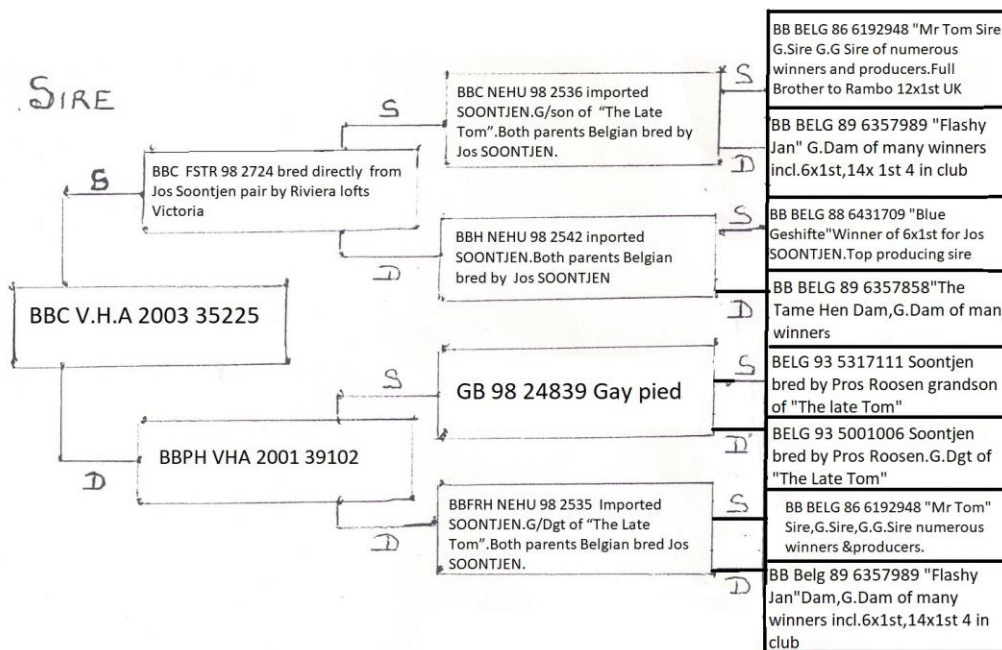 SIRE
S
D
BBC V.H.A 2003 35225
S
D
BBC FSTR 98 2724 bred directly from
Jos Soontjen pair by Riviera lofts
Victoria
S
D
BBPH VHA 2001 39102
S
D
BBC NEHU 98 2536 imported
SOONTJEN.G/son of "The Late
Tom".Both parents Belgian bred by
Jos SOONTJEN.
S
D
BBH NEHU 98 2542 inported
SOONTJEN.Both parents Belgian
bred by Jos SOONTJEN
S
D
GB 98 24839 Gay pied
S
D
BBFRH NEHU 98 2535 Imported
SOONTJEN.G/Dgt of "The Late
Tom".Both parents Belgian bred Jos
SOONTJEN.
S
D
BB BELG 86 6192948 "Mr Tom Sire
G.Sire G.G Sire of numerous
winners and producers.Full
Brother to Rambo 12x1st UK
BB BELG 89 6357989 "Flashy
Jan" G.Dam of many winners
incl.6x1st,14x 1st 4 in club
BB BELG 88 6431709 "Blue
Geshifte"Winner of 6x1st for Jos
SOONTJEN.Top producing sire
BB BELG 89 6357858"The
Tame Hen Dam,G.Dam of man
winners
BELG 93 5317111 Soontjen
bred by Pros Roosen grandson
of "The late Tom"
BELG 93 5001006 Soontjen
bred by Pros Roosen.G.Dgt of
"The Late Tom"
BB BELG 86 6192948 "Mr Tom"
Sire,G.Sire,G.G.Sire numerous
winners &producers.
BB Belg 89 6357989 "Flashy
Jan"Dam,G.Dam of many
winners incl.6x1st,14x1st 4 in
club